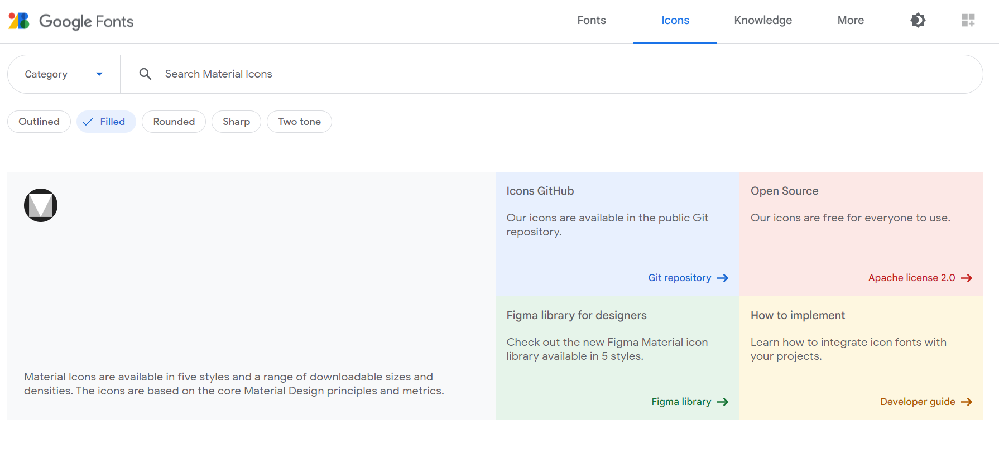 Google Fonts
Fonts
Icons
Knowledge
More
Category
Search Material Icons
Outlined
Filled
Rounded
Sharp
Two tone
Material Icons are available in five styles and a range of downloadable sizes and
densities. The icons are based on the core Material Design principles and metrics.
Icons GitHub
Our icons are available in the public Git
repository.
Git repository
Open Source
Our icons are free for everyone to use.
Apache license 2.0
Figma library for designers
Check out the new Figma Material icon
library available in 5 styles.
Figma library
How to implement
Learn how to integrate icon fonts with
your projects.
Developer guide